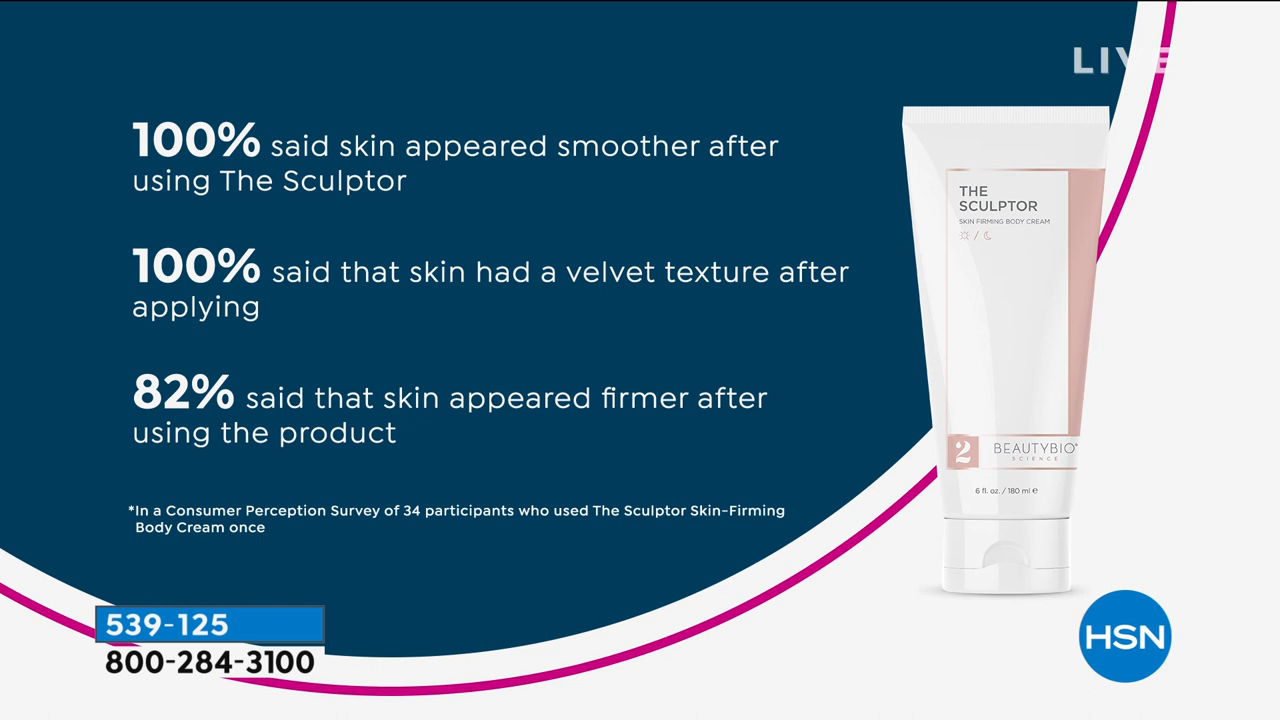 LIVE
100% said skin appeared smoother after
using The Sculptor
100% said that skin had a velvet texture after
applying
82% said that skin appeared firmer after
using the product
*In a Consumer Perception Survey of 34 participants who used The Sculptor Skin-Firming
Body Cream once
THE
SCULPTOR
SKIN FIRMING BODY CREAM
2 BEAUTYBIO®
SCIENCE
6 fl. oz. / 180 ml ℮
539-125
800-284-3100
HSN